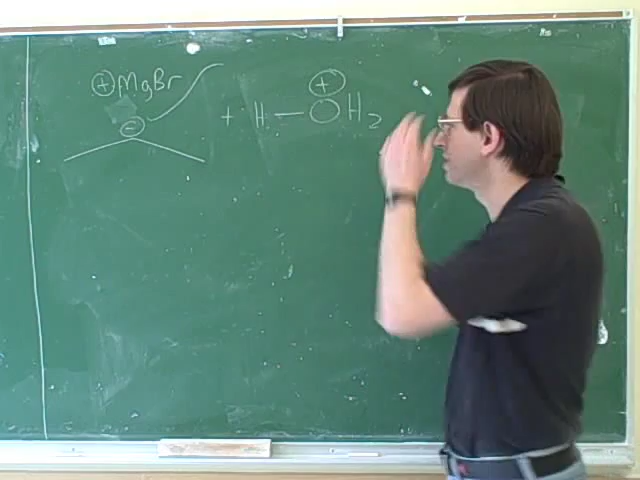 ⊕MgBr
⊖
+ H — O⊕ H₂